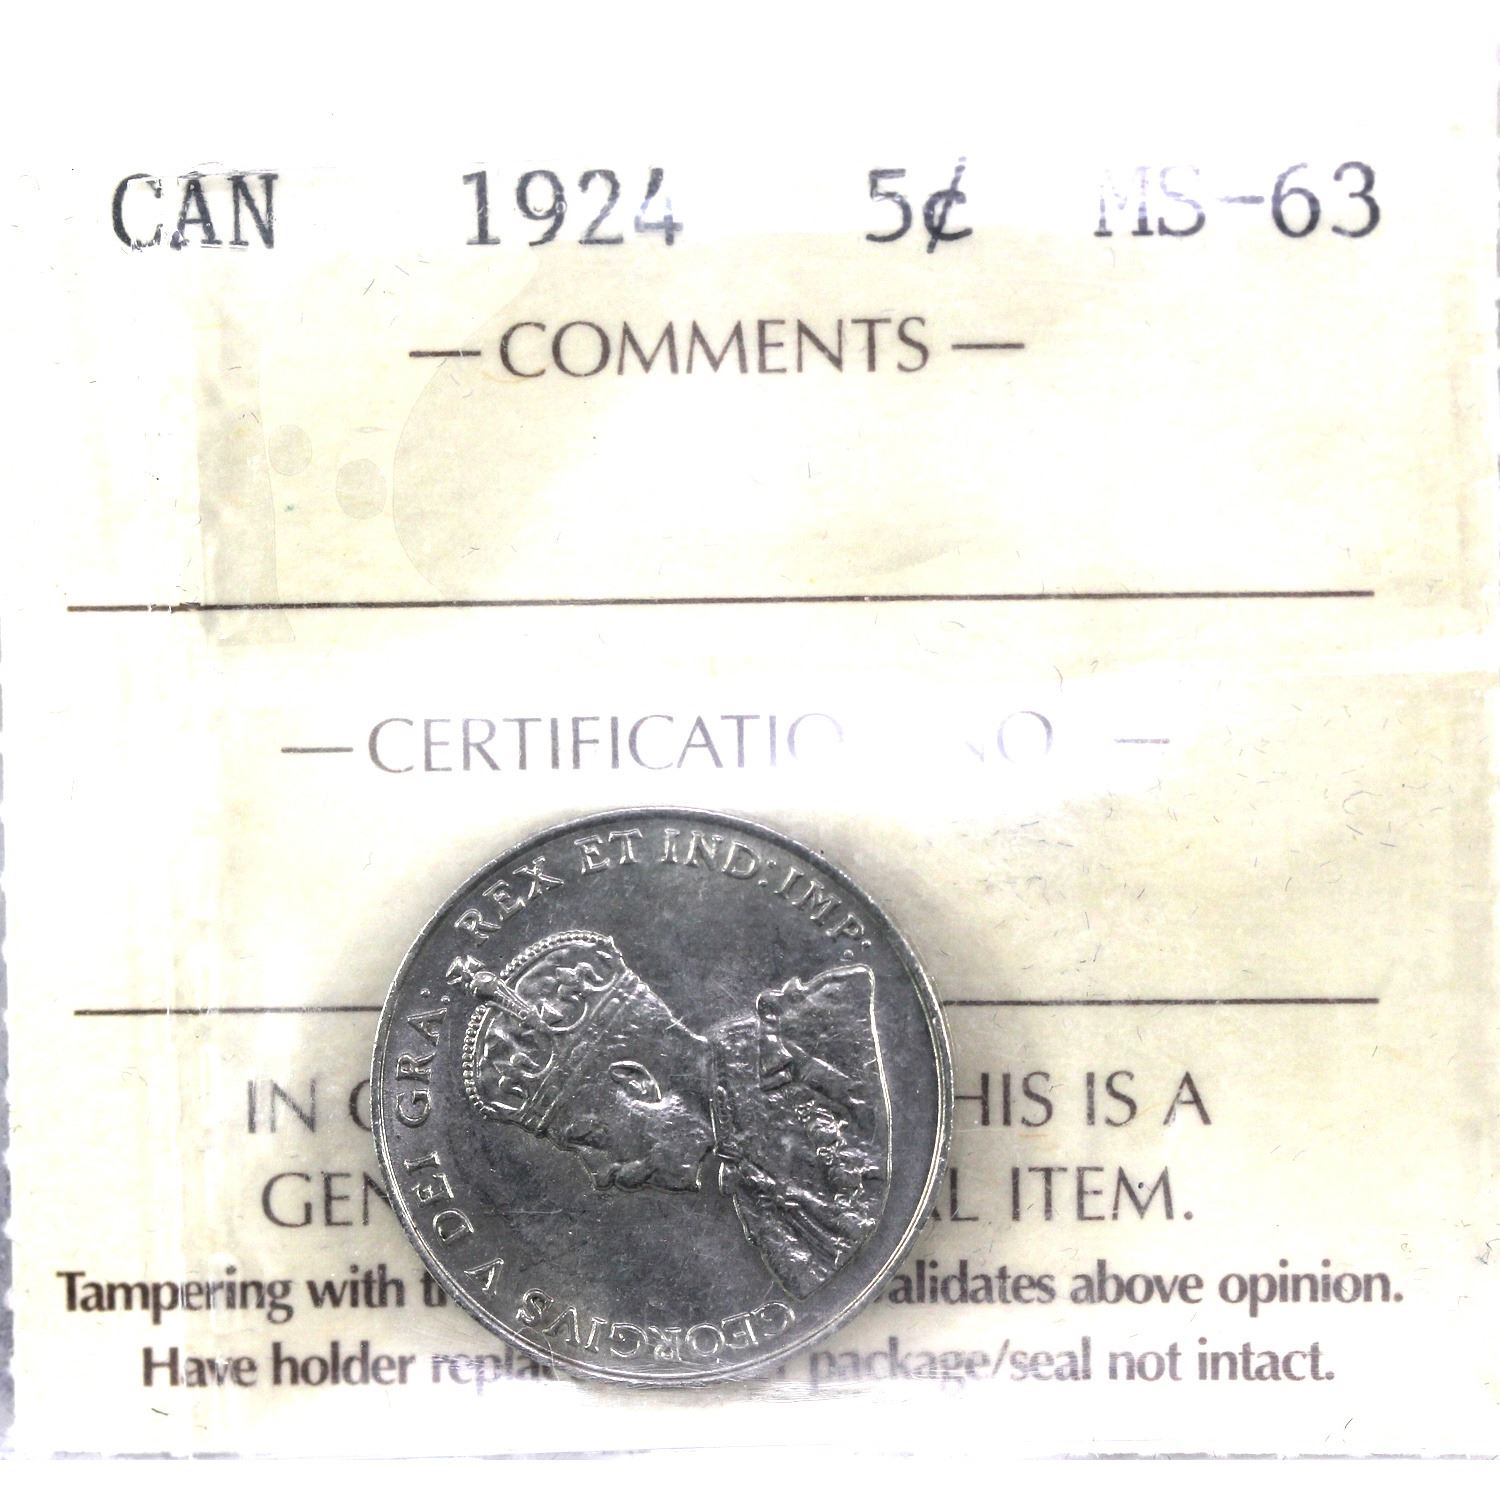 CAN 1924 5¢ MS-63
— COMMENTS —
— CERTIFICATIO NO —
IN G HIS IS A
GEN AL ITEM.
Tampering with t alidates above opinion.
Have holder repla package/seal not intact.
GEORGIVS V DEI GRA: REX ET IND: IMP: